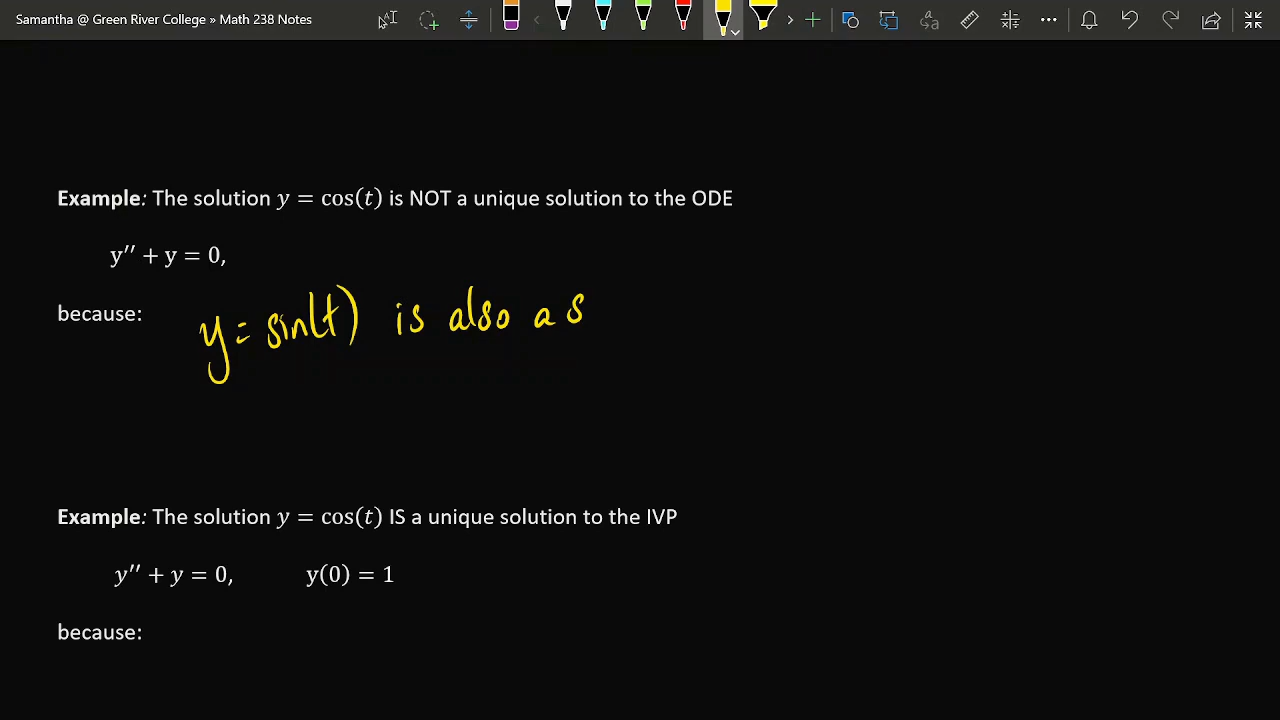 Samantha @ Green River College » Math 238 Notes
Example: The solution y = cos(t) is NOT a unique solution to the ODE
y′′ + y = 0,
because: y = sin(t) is also a s
Example: The solution y = cos(t) IS a unique solution to the IVP
y′′ + y = 0, y(0) = 1
because: